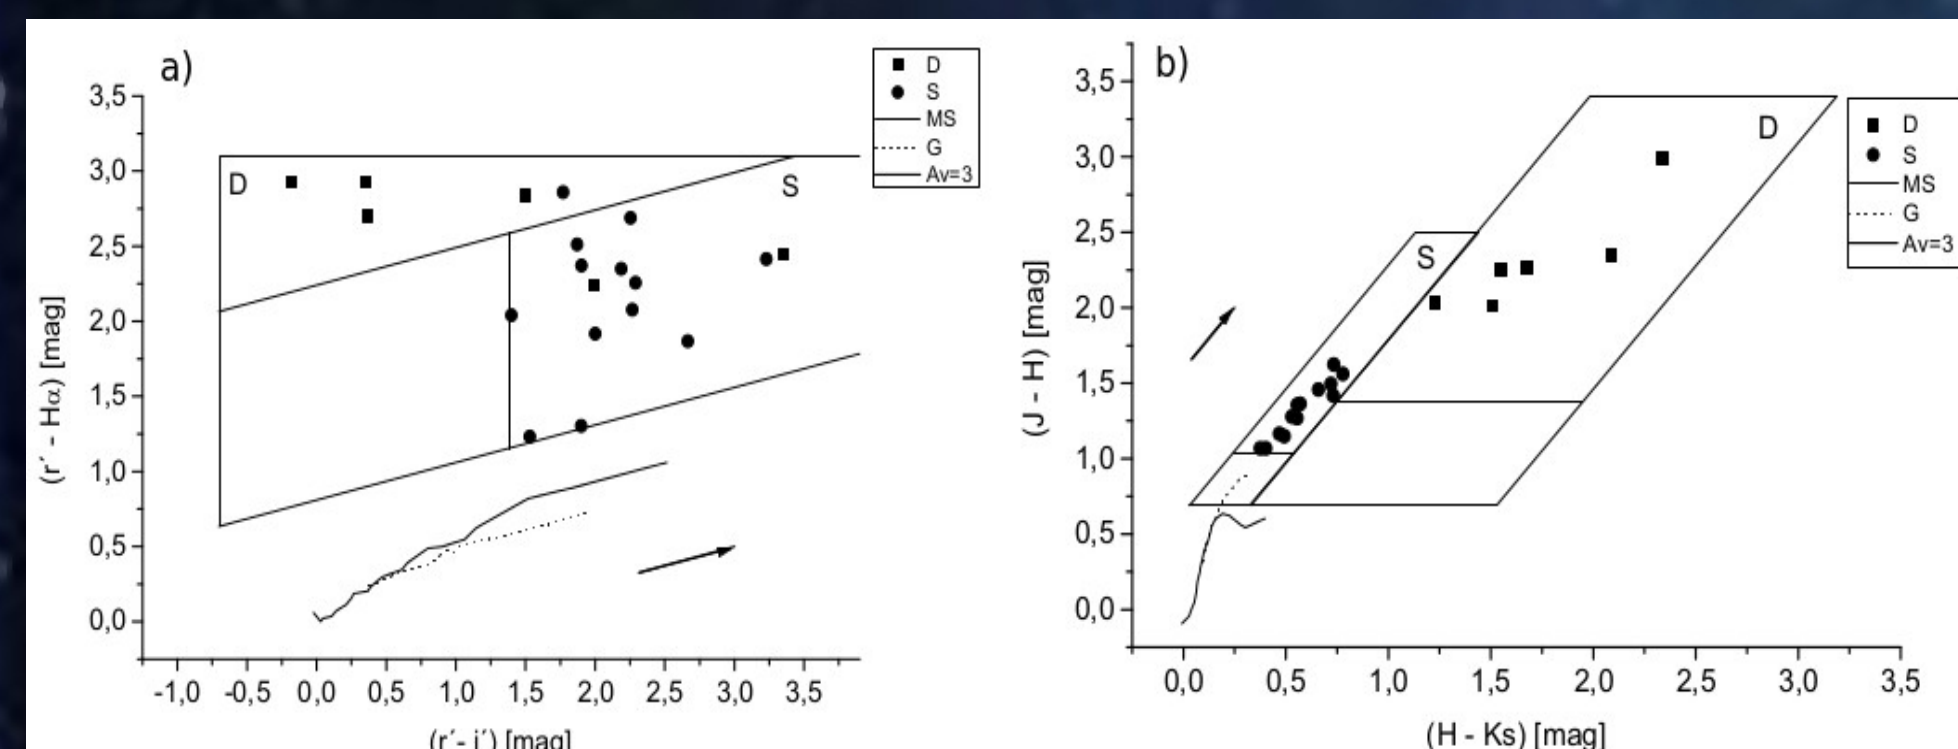 a)
D
S
MS
G
Av=3
3,5
3,0
2,5
2,0
1,5
1,0
0,5
0,0
D
S
(r´ - Hα) [mag]
-1,0 -0,5 0,0 0,5 1,0 1,5 2,0 2,5 3,0 3,5
(r´- i´) [mag]
b)
D
S
MS
G
Av=3
3,5
3,0
2,5
2,0
1,5
1,0
0,5
0,0
D
S
(J - H) [mag]
0,0 0,5 1,0 1,5 2,0 2,5 3,0 3,5
(H - Ks) [mag]